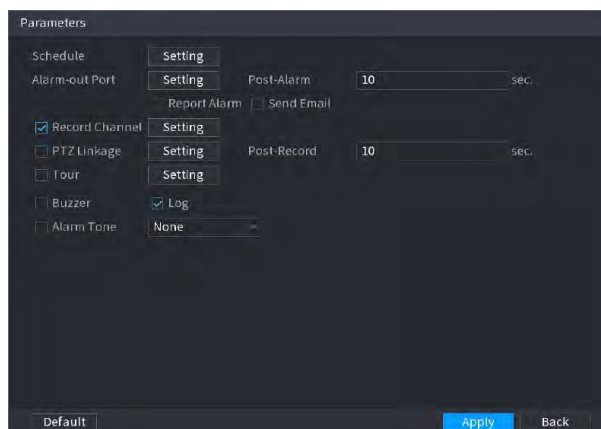 Parameters
Schedule Setting
Alarm-out Port Setting Post-Alarm 10 sec.
Report Alarm Send Email
Record Channel Setting
PTZ Linkage Setting Post-Record 10 sec.
Tour Setting
Buzzer Log
Alarm Tone None
Default Apply Back